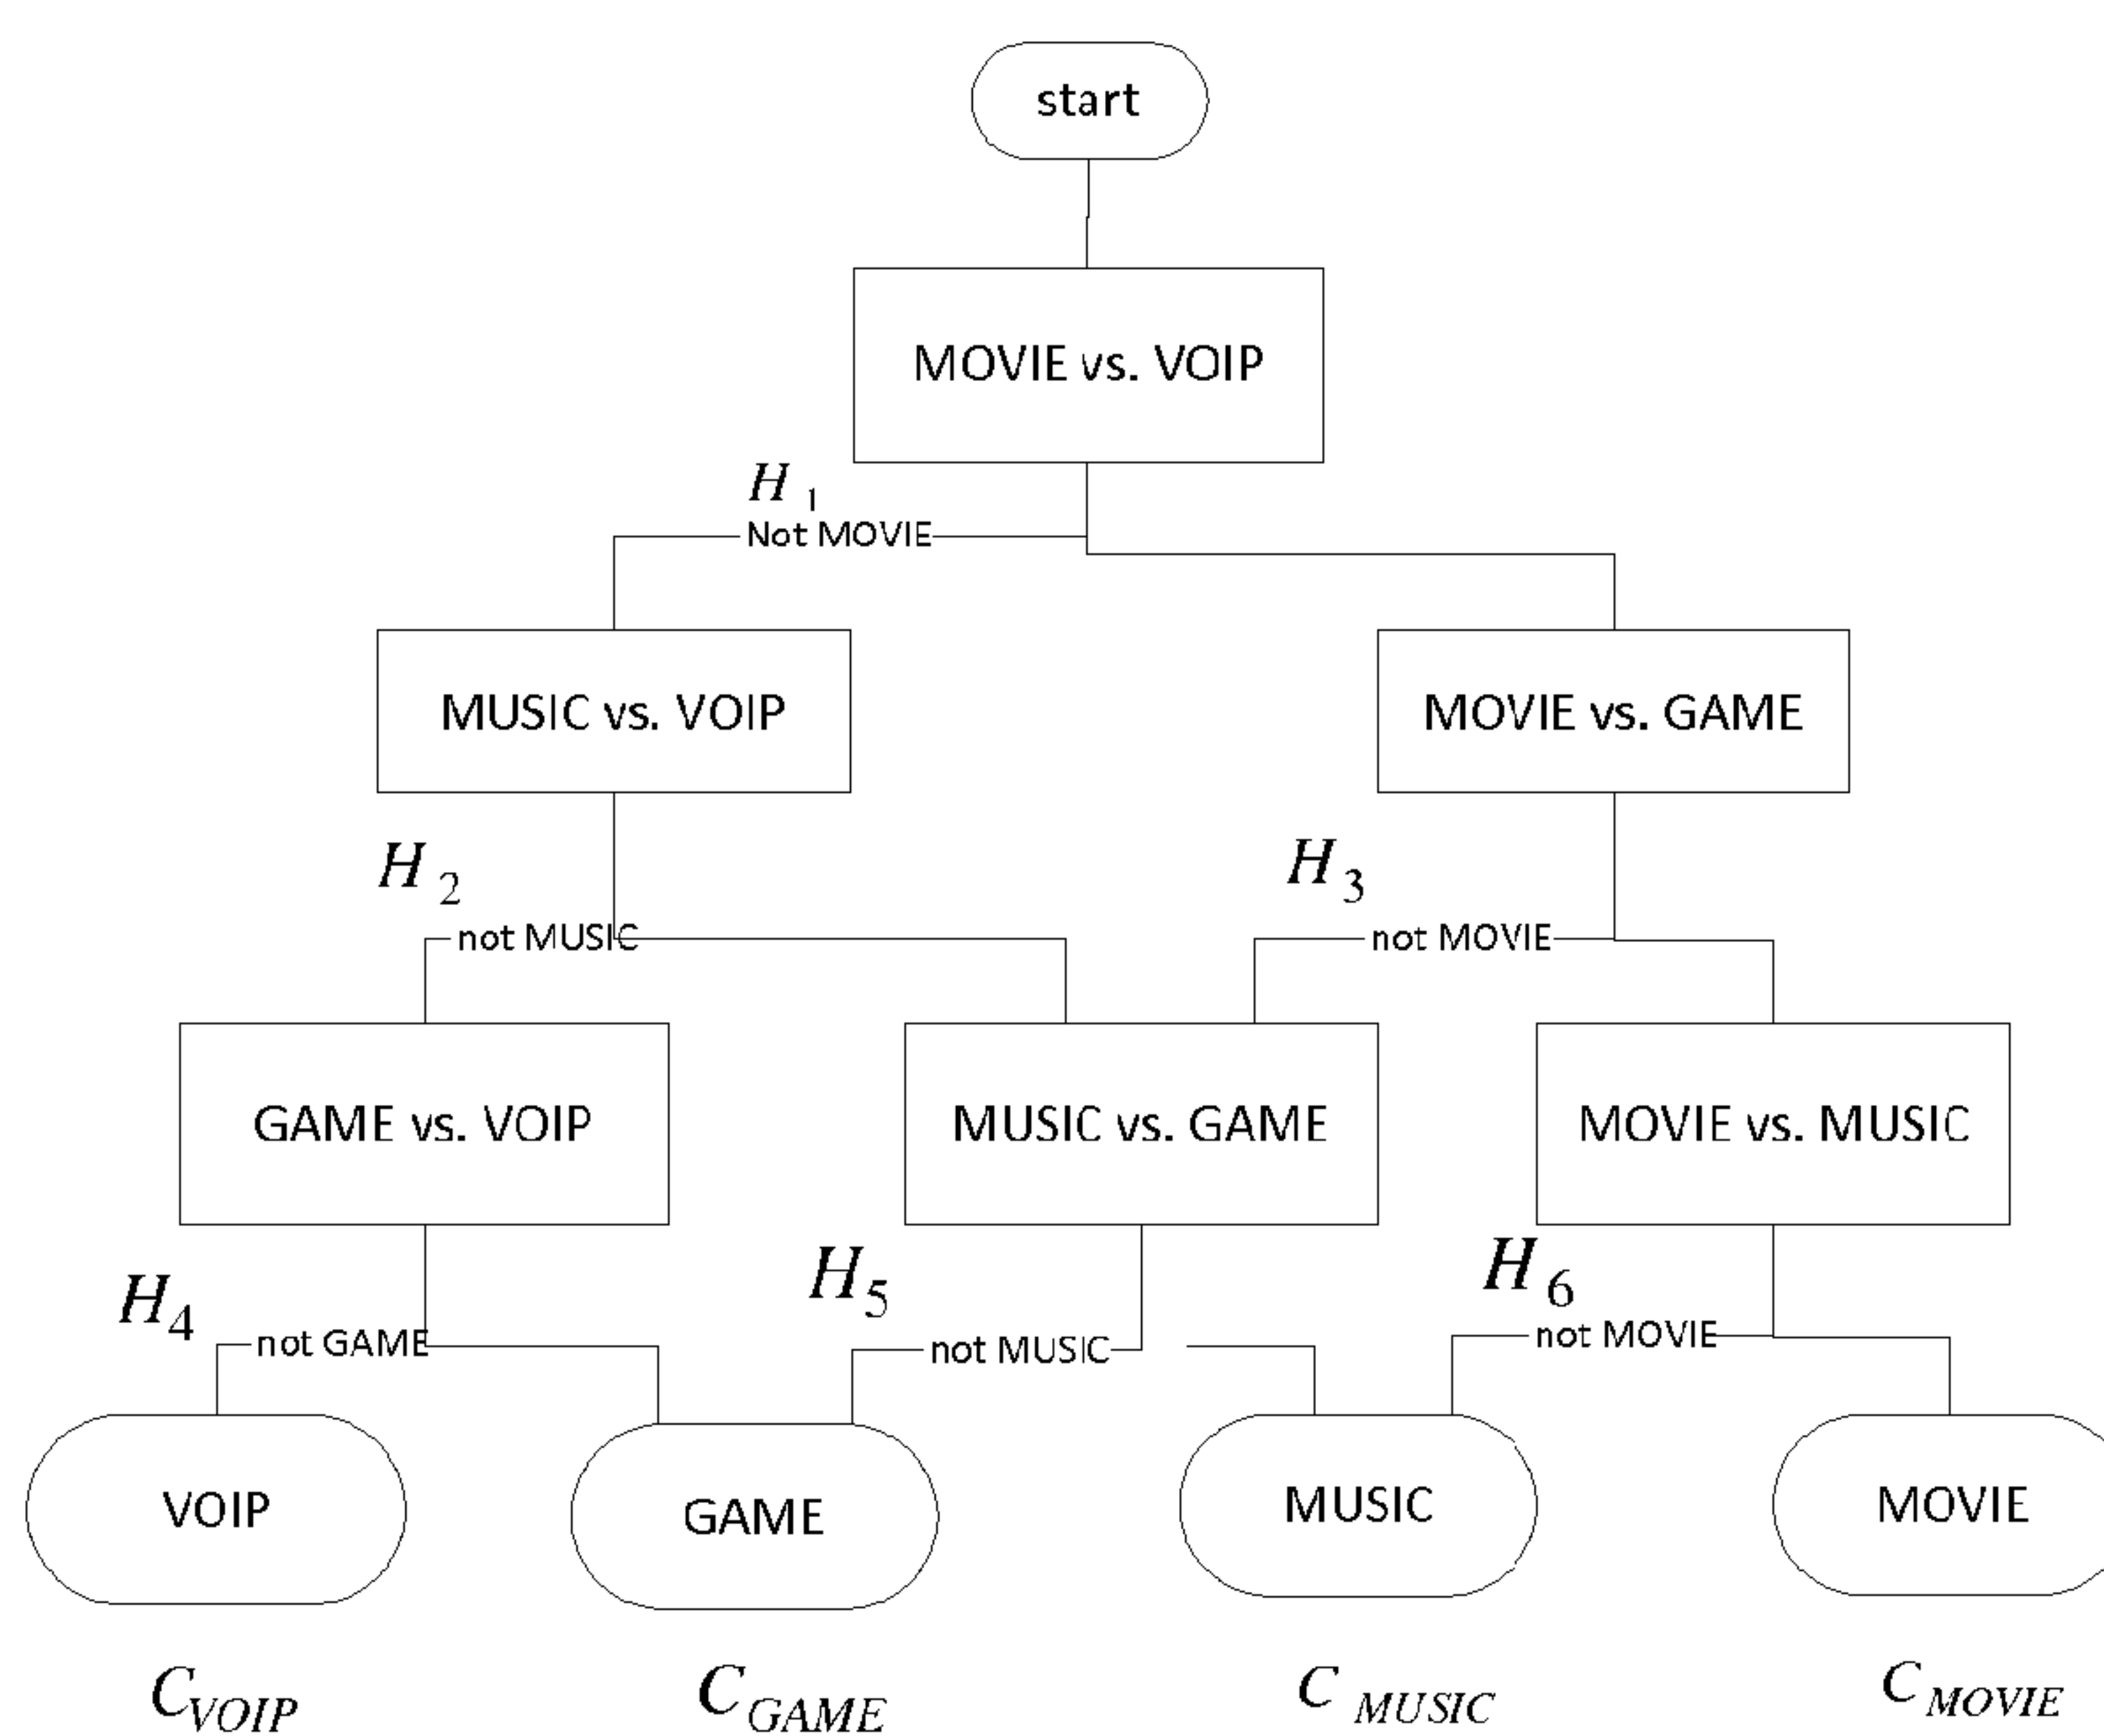 start
MOVIE vs. VOIP
H 1
Not MOVIE
MUSIC vs. VOIP
MOVIE vs. GAME
H 2
H 3
not MUSIC
not MOVIE
GAME vs. VOIP
MUSIC vs. GAME
MOVIE vs. MUSIC
H4
H5
H 6
not GAME
not MUSIC
not MOVIE
VOIP
GAME
MUSIC
MOVIE
CVOIP
CGAME
C MUSIC
C MOVIE